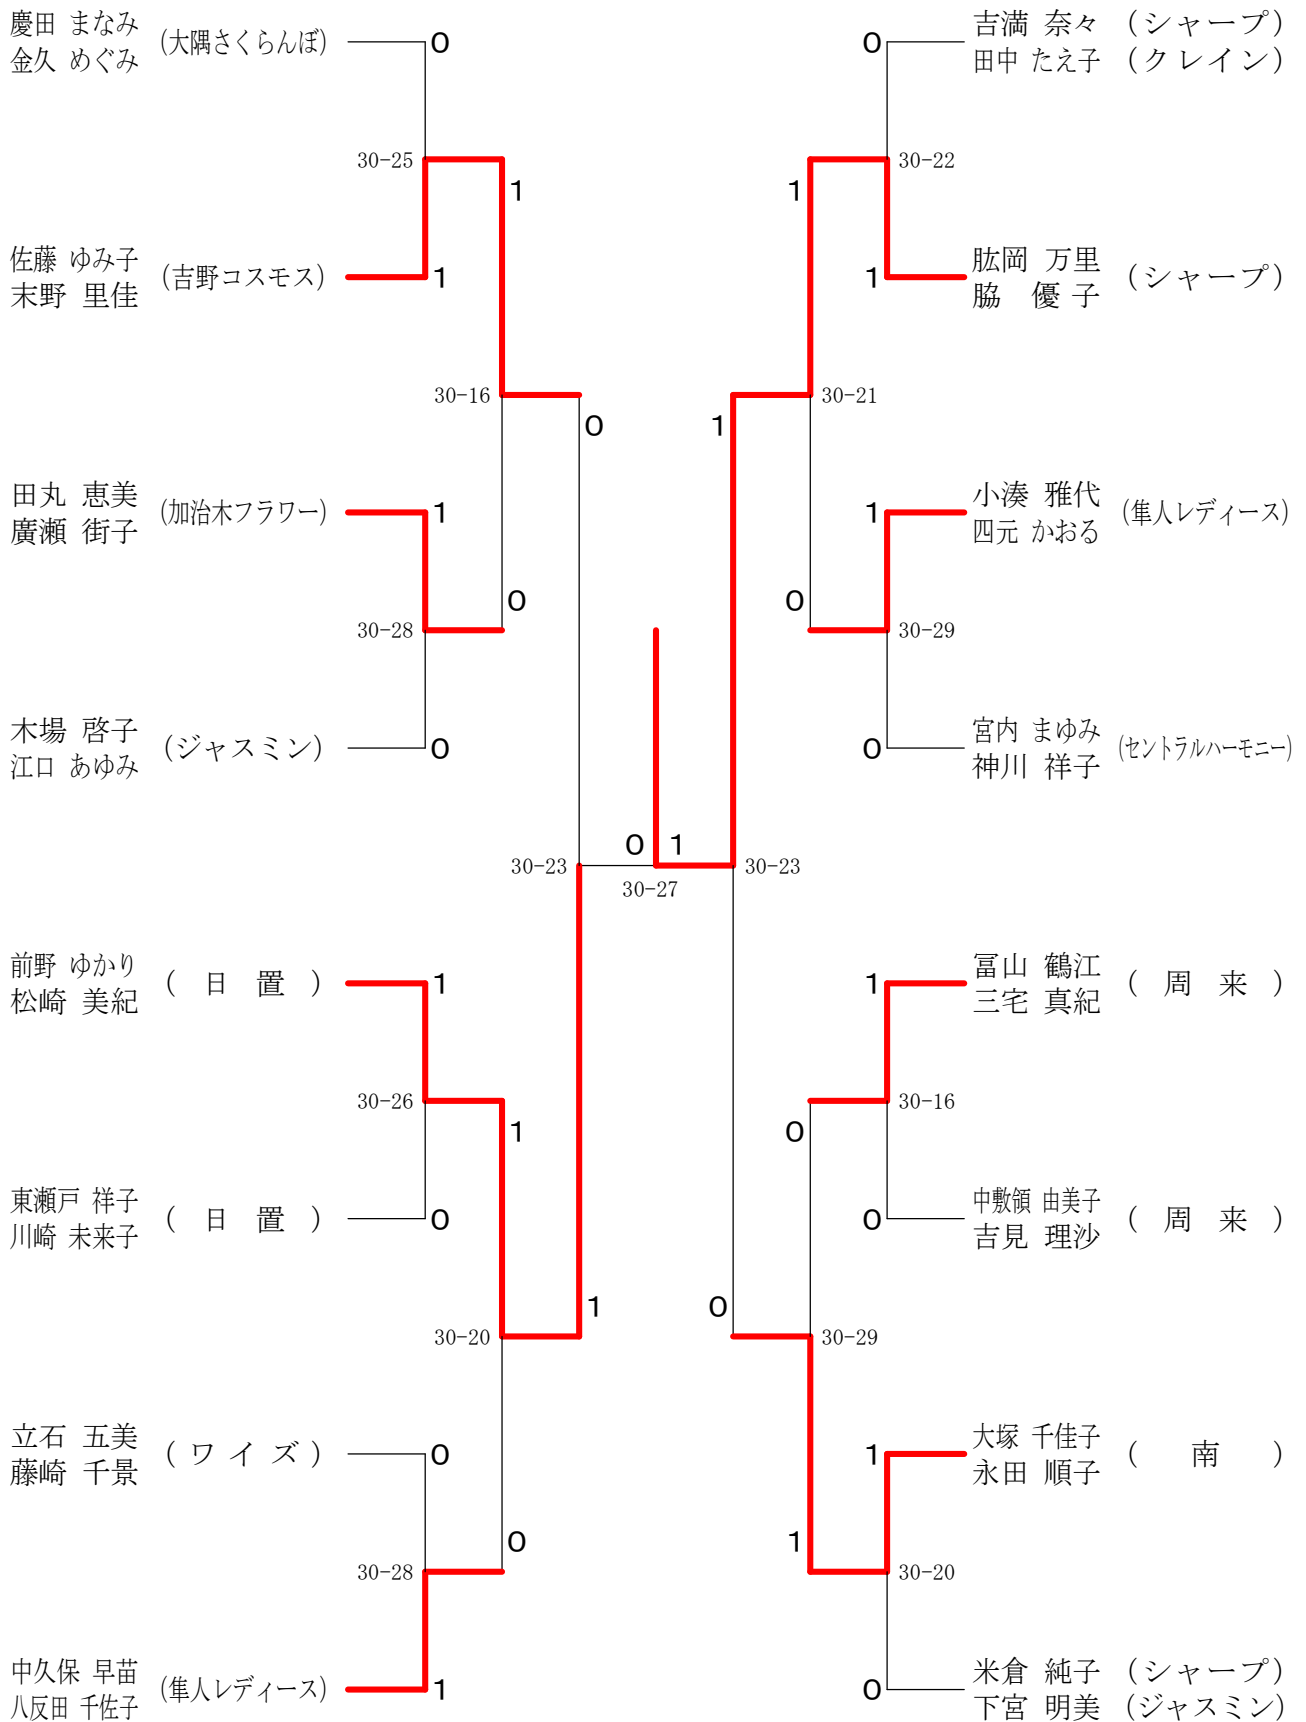 慶田 まなみ
金久 めぐみ
(大隅さくらんぼ)
0
30-25
1
佐藤 ゆみ子
末野 里佳
(吉野コスモス)
1
30-16
0
田丸 恵美
廣瀬 街子
(加治木フラワー)
1
0
30-28
木場 啓子
江口 あゆみ
(ジャスミン)
0
30-23
前野 ゆかり
松崎 美紀
(日置)
1
30-26
1
東瀬戸 祥子
川崎 未来子
(日置)
0
1
30-20
立石 五美
藤崎 千景
(ワイズ)
0
0
30-28
中久保 早苗
八反田 千佐子
(隼人レディース)
1
0 1
30-27
0
吉満 奈々 (シャープ)
田中 たえ子 (クレイン)
30-22
1
1
肱岡 万里
脇 優子
(シャープ)
30-21
1
1
小湊 雅代
四元 かおる
(隼人レディース)
0
30-29
0
宮内 まゆみ
神川 祥子
(セントラルハーモニー)
30-23
1
冨山 鶴江
三宅 真紀
(周来)
30-16
0
0
中敷領 由美子
吉見 理沙
(周来)
0
30-29
1
大塚 千佳子
永田 順子
(南)
1
30-20
0
米倉 純子 (シャープ)
下宮 明美 (ジャスミン)